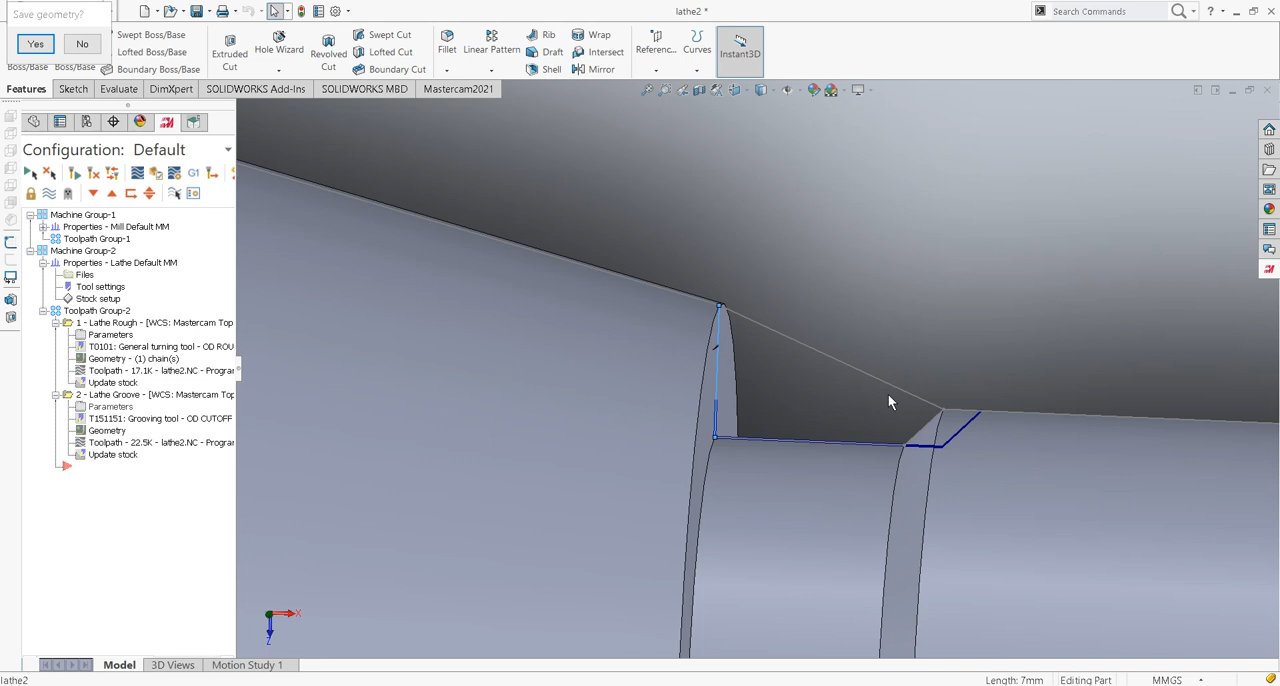 Save geometry?
Yes
No
lathe2 *
Search Commands
Boss/Base
Boss/Base
Swept Boss/Base
Lofted Boss/Base
Boundary Boss/Base
Extruded
Cut
Hole Wizard
Revolved
Cut
Swept Cut
Lofted Cut
Boundary Cut
Fillet
Linear Pattern
Rib
Draft
Shell
Wrap
Intersect
Mirror
Referenc...
Curves
Instant3D
Features
Sketch
Evaluate
DimXpert
SOLIDWORKS Add-Ins
SOLIDWORKS MBD
Mastercam2021
Configuration: Default
G1
Machine Group-1
Properties - Mill Default MM
Toolpath Group-1
Machine Group-2
Properties - Lathe Default MM
Files
Tool settings
Stock setup
Toolpath Group-2
1 - Lathe Rough - [WCS: Mastercam Top
Parameters
T0101: General turning tool - OD ROU
Geometry - (1) chain(s)
Toolpath - 17.1K - lathe2.NC - Progra
Update stock
2 - Lathe Groove - [WCS: Mastercam Top
Parameters
T151151: Grooving tool - OD CUTOFF
Geometry
Toolpath - 22.5K - lathe2.NC - Progra
Update stock
X
Z
Model
3D Views
Motion Study 1
lathe2
Length: 7mm
Editing Part
MMGS